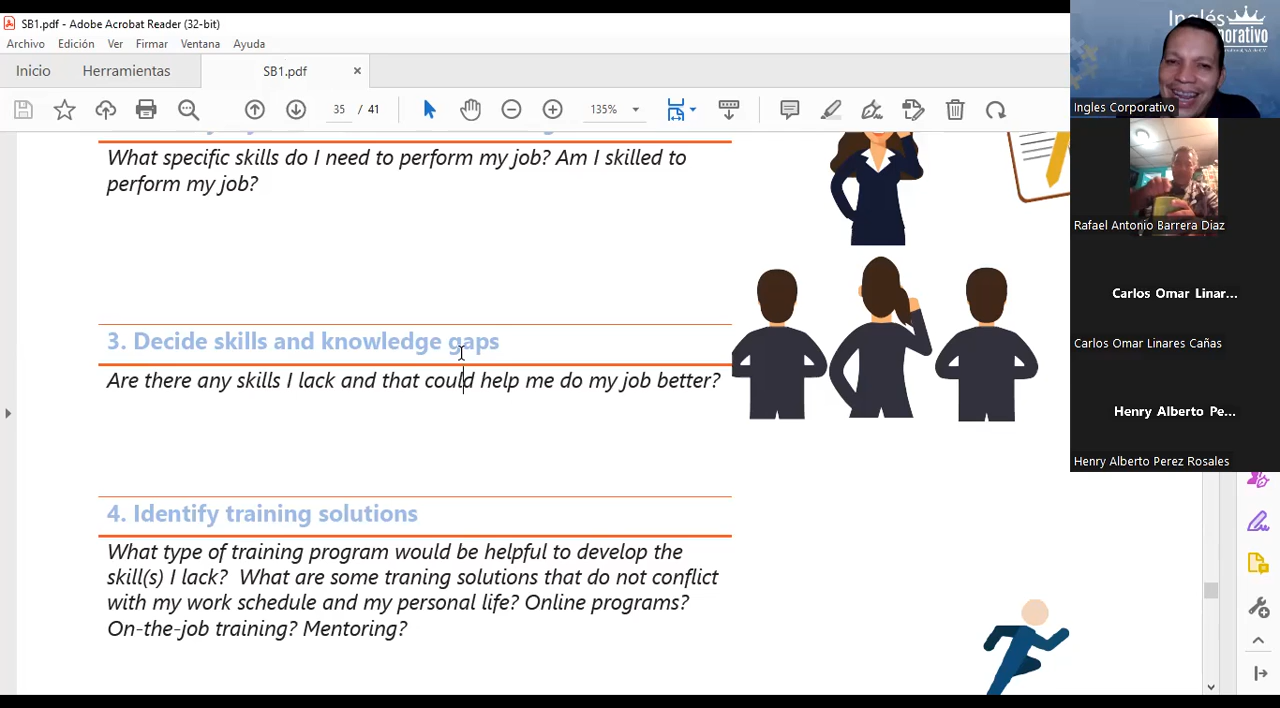 SB1.pdf - Adobe Acrobat Reader (32-bit)
Archivo Edición Ver Firmar Ventana Ayuda
Inicio Herramientas SB1.pdf
35 / 41 135%
What specific skills do I need to perform my job? Am I skilled to
perform my job?
3. Decide skills and knowledge gaps
Are there any skills I lack and that could help me do my job better?
4. Identify training solutions
What type of training program would be helpful to develop the
skill(s) I lack? What are some traning solutions that do not conflict
with my work schedule and my personal life? Online programs?
On-the-job training? Mentoring?
Inglés
Ingles Corporativo
Rafael Antonio Barrera Diaz
Carlos Omar Linar...
Carlos Omar Linares Cañas
Henry Alberto Pe...
Henry Alberto Perez Rosales